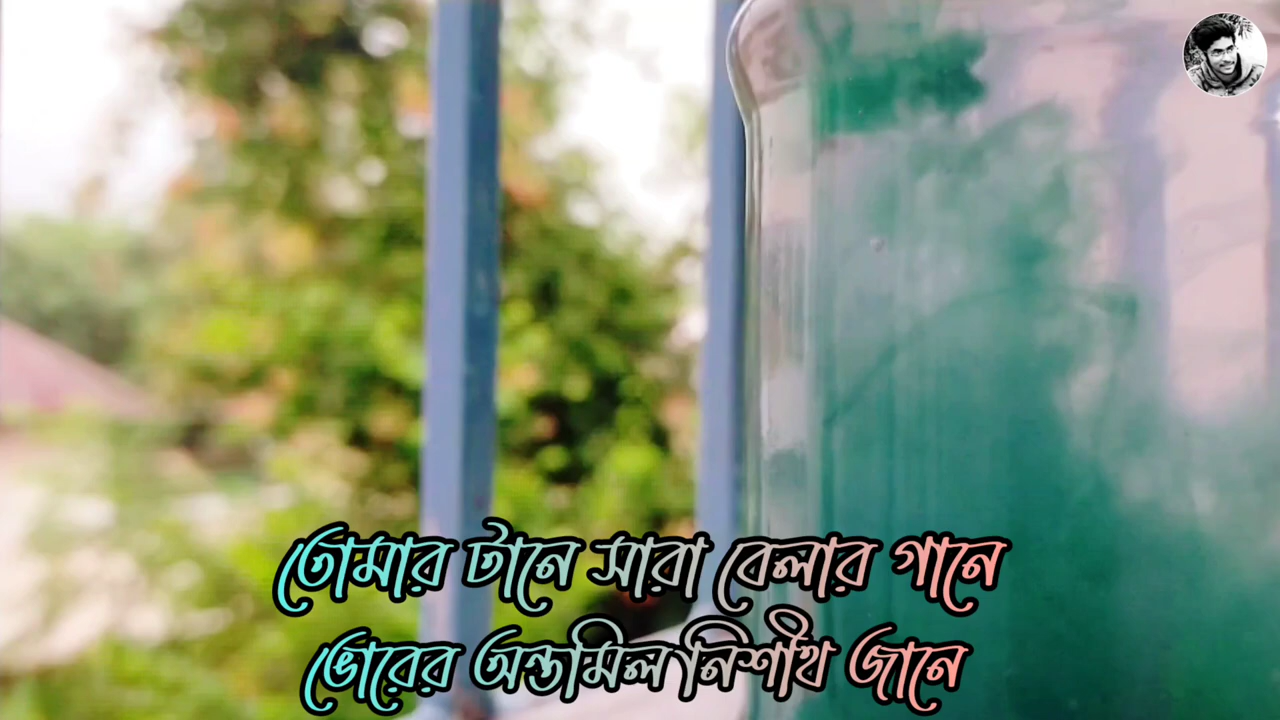 তোমার টানে সারা বেলার গানে
ভোরের অন্তমিল নিশীথ জানে